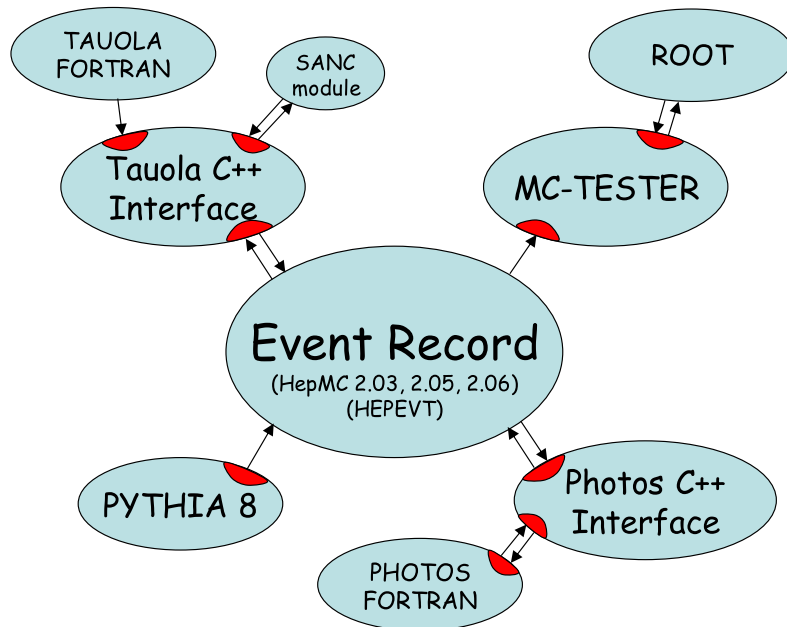 TAUOLA
FORTRAN
SANC
module
ROOT
Tauola C++
Interface
MC-TESTER
Event Record
(HepMC 2.03, 2.05, 2.06)
(HEPEVT)
PYTHIA 8
Photos C++
Interface
PHOTOS
FORTRAN